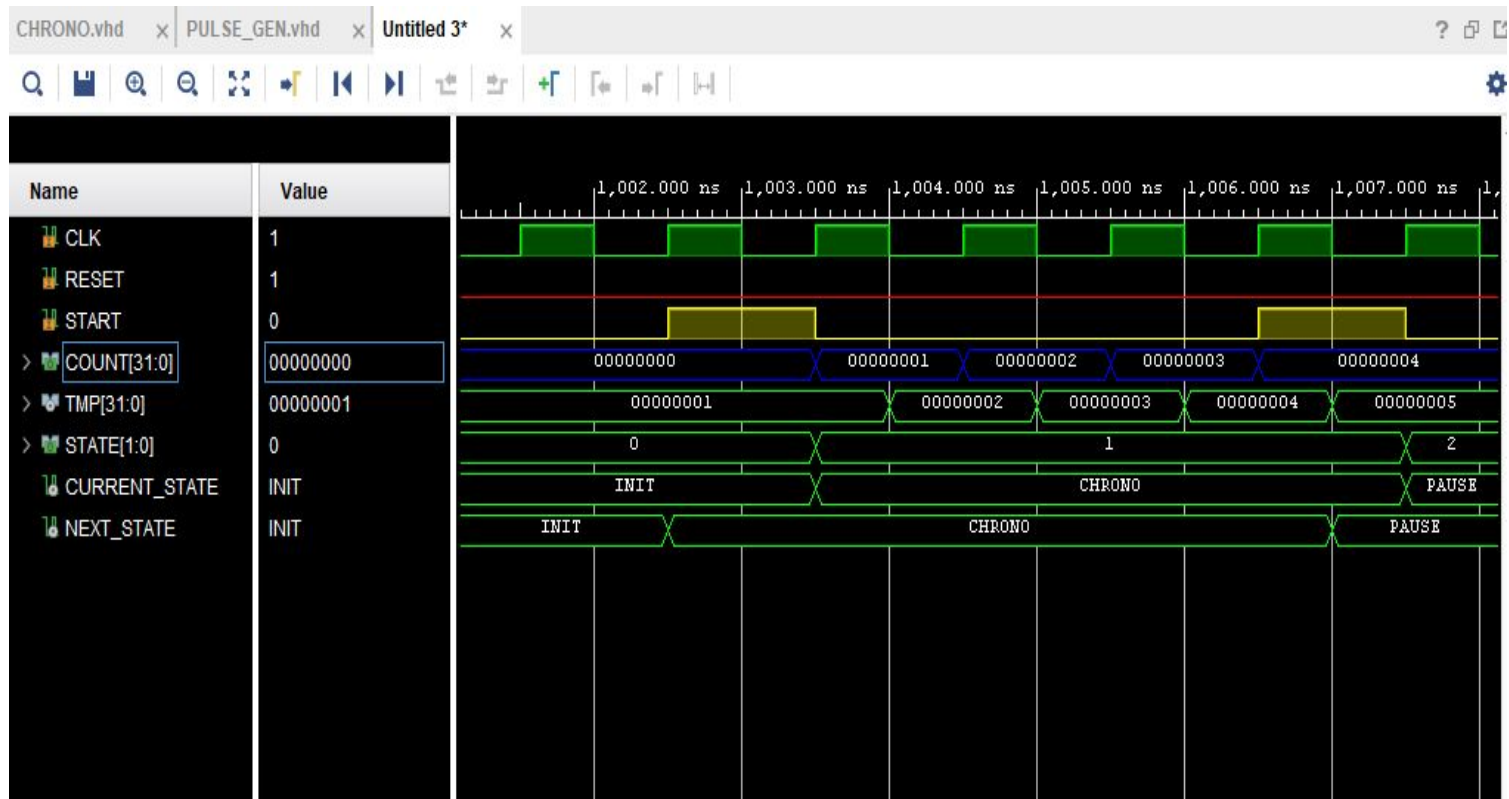 CHRONO.vhd × PULSE_GEN.vhd × Untitled 3* ×
?
Name Value
1,002.000 ns 1,003.000 ns 1,004.000 ns 1,005.000 ns 1,006.000 ns 1,007.000 ns 1,
CLK 1
RESET 1
START 0
> COUNT[31:0] 00000000 00000000 00000001 00000002 00000003 00000004
> TMP[31:0] 00000001 00000001 00000002 00000003 00000004 00000005
> STATE[1:0] 0 0 1 2
CURRENT_STATE INIT INIT CHRONO PAUSE
NEXT_STATE INIT INIT CHRONO PAUSE